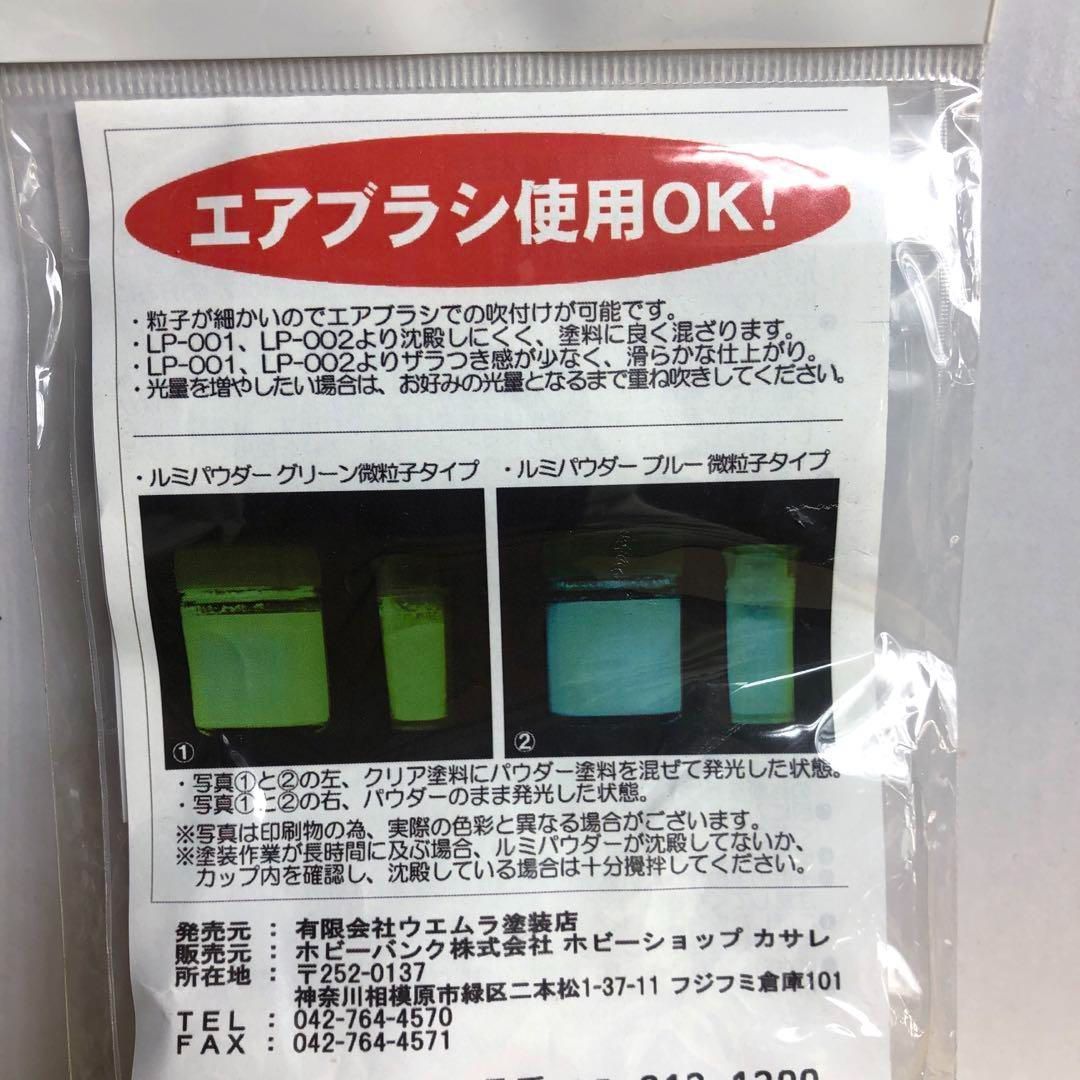 エアブラシ使用OK!
・粒子が細かいのでエアブラシでの吹付けが可能です。
・LP-001、LP-002より沈殿しにくく、塗料に良く混ざります。
・LP-001、LP-002よりザラつき感が少なく、滑らかな仕上がり。
・光量を増やしたい場合は、お好みの光量となるまで重ね吹きしてください。
・ルミパウダー グリーン微粒子タイプ
・ルミパウダー ブルー 微粒子タイプ
①
②
・写真①と②の左、クリア塗料にパウダー塗料を混ぜて発光した状態。
・写真①と②の右、パウダーのまま発光した状態。
※写真は印刷物の為、実際の色彩と異なる場合がございます。
※塗装作業が長時間に及ぶ場合、ルミパウダーが沈殿してないか、
カップ内を確認し、沈殿している場合は十分攪拌してください。
発売元 : 有限会社ウエムラ塗装店
販売元 : ホビーバンク株式会社 ホビーショップ カサレ
所在地 : 〒252-0137
神奈川相模原市緑区二本松1-37-11 フジフミ倉庫101
TEL : 042-764-4570
FAX : 042-764-4571